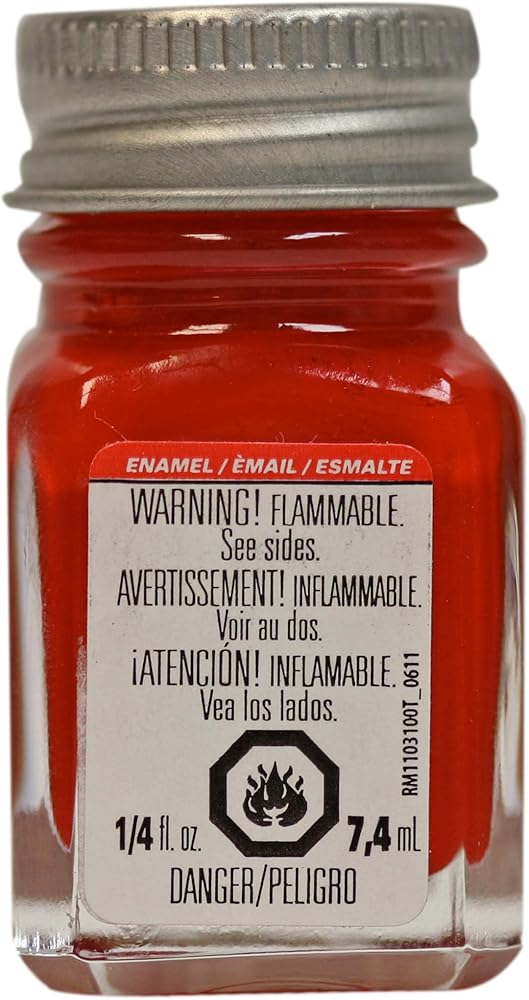 ENAMEL / ÈMAIL / ESMALTE
WARNING! FLAMMABLE.
See sides.
AVERTISSEMENT! INFLAMMABLE.
Voir au dos.
¡ATENCIÓN! INFLAMABLE.
Vea los lados.
RM1103100T_0611
1/4 fl. oz. 7,4 mL
DANGER/PELIGRO